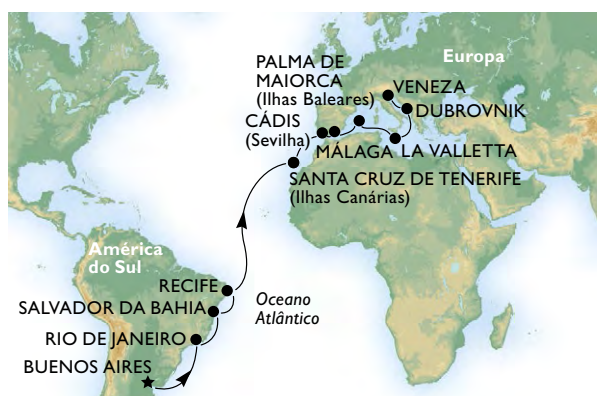 PALMA DE
MAIORCA
(Ilhas Baleares)
Europa
VENEZA
DUBROVNIK
CÁDIS
(Sevilha)
MÁLAGA
LA VALLETTA
SANTA CRUZ DE TENERIFE
(Ilhas Canárias)
América
do Sul
RECIFE
SALVADOR DA BAHIA
Oceano
Atlântico
RIO DE JANEIRO
BUENOS AIRES